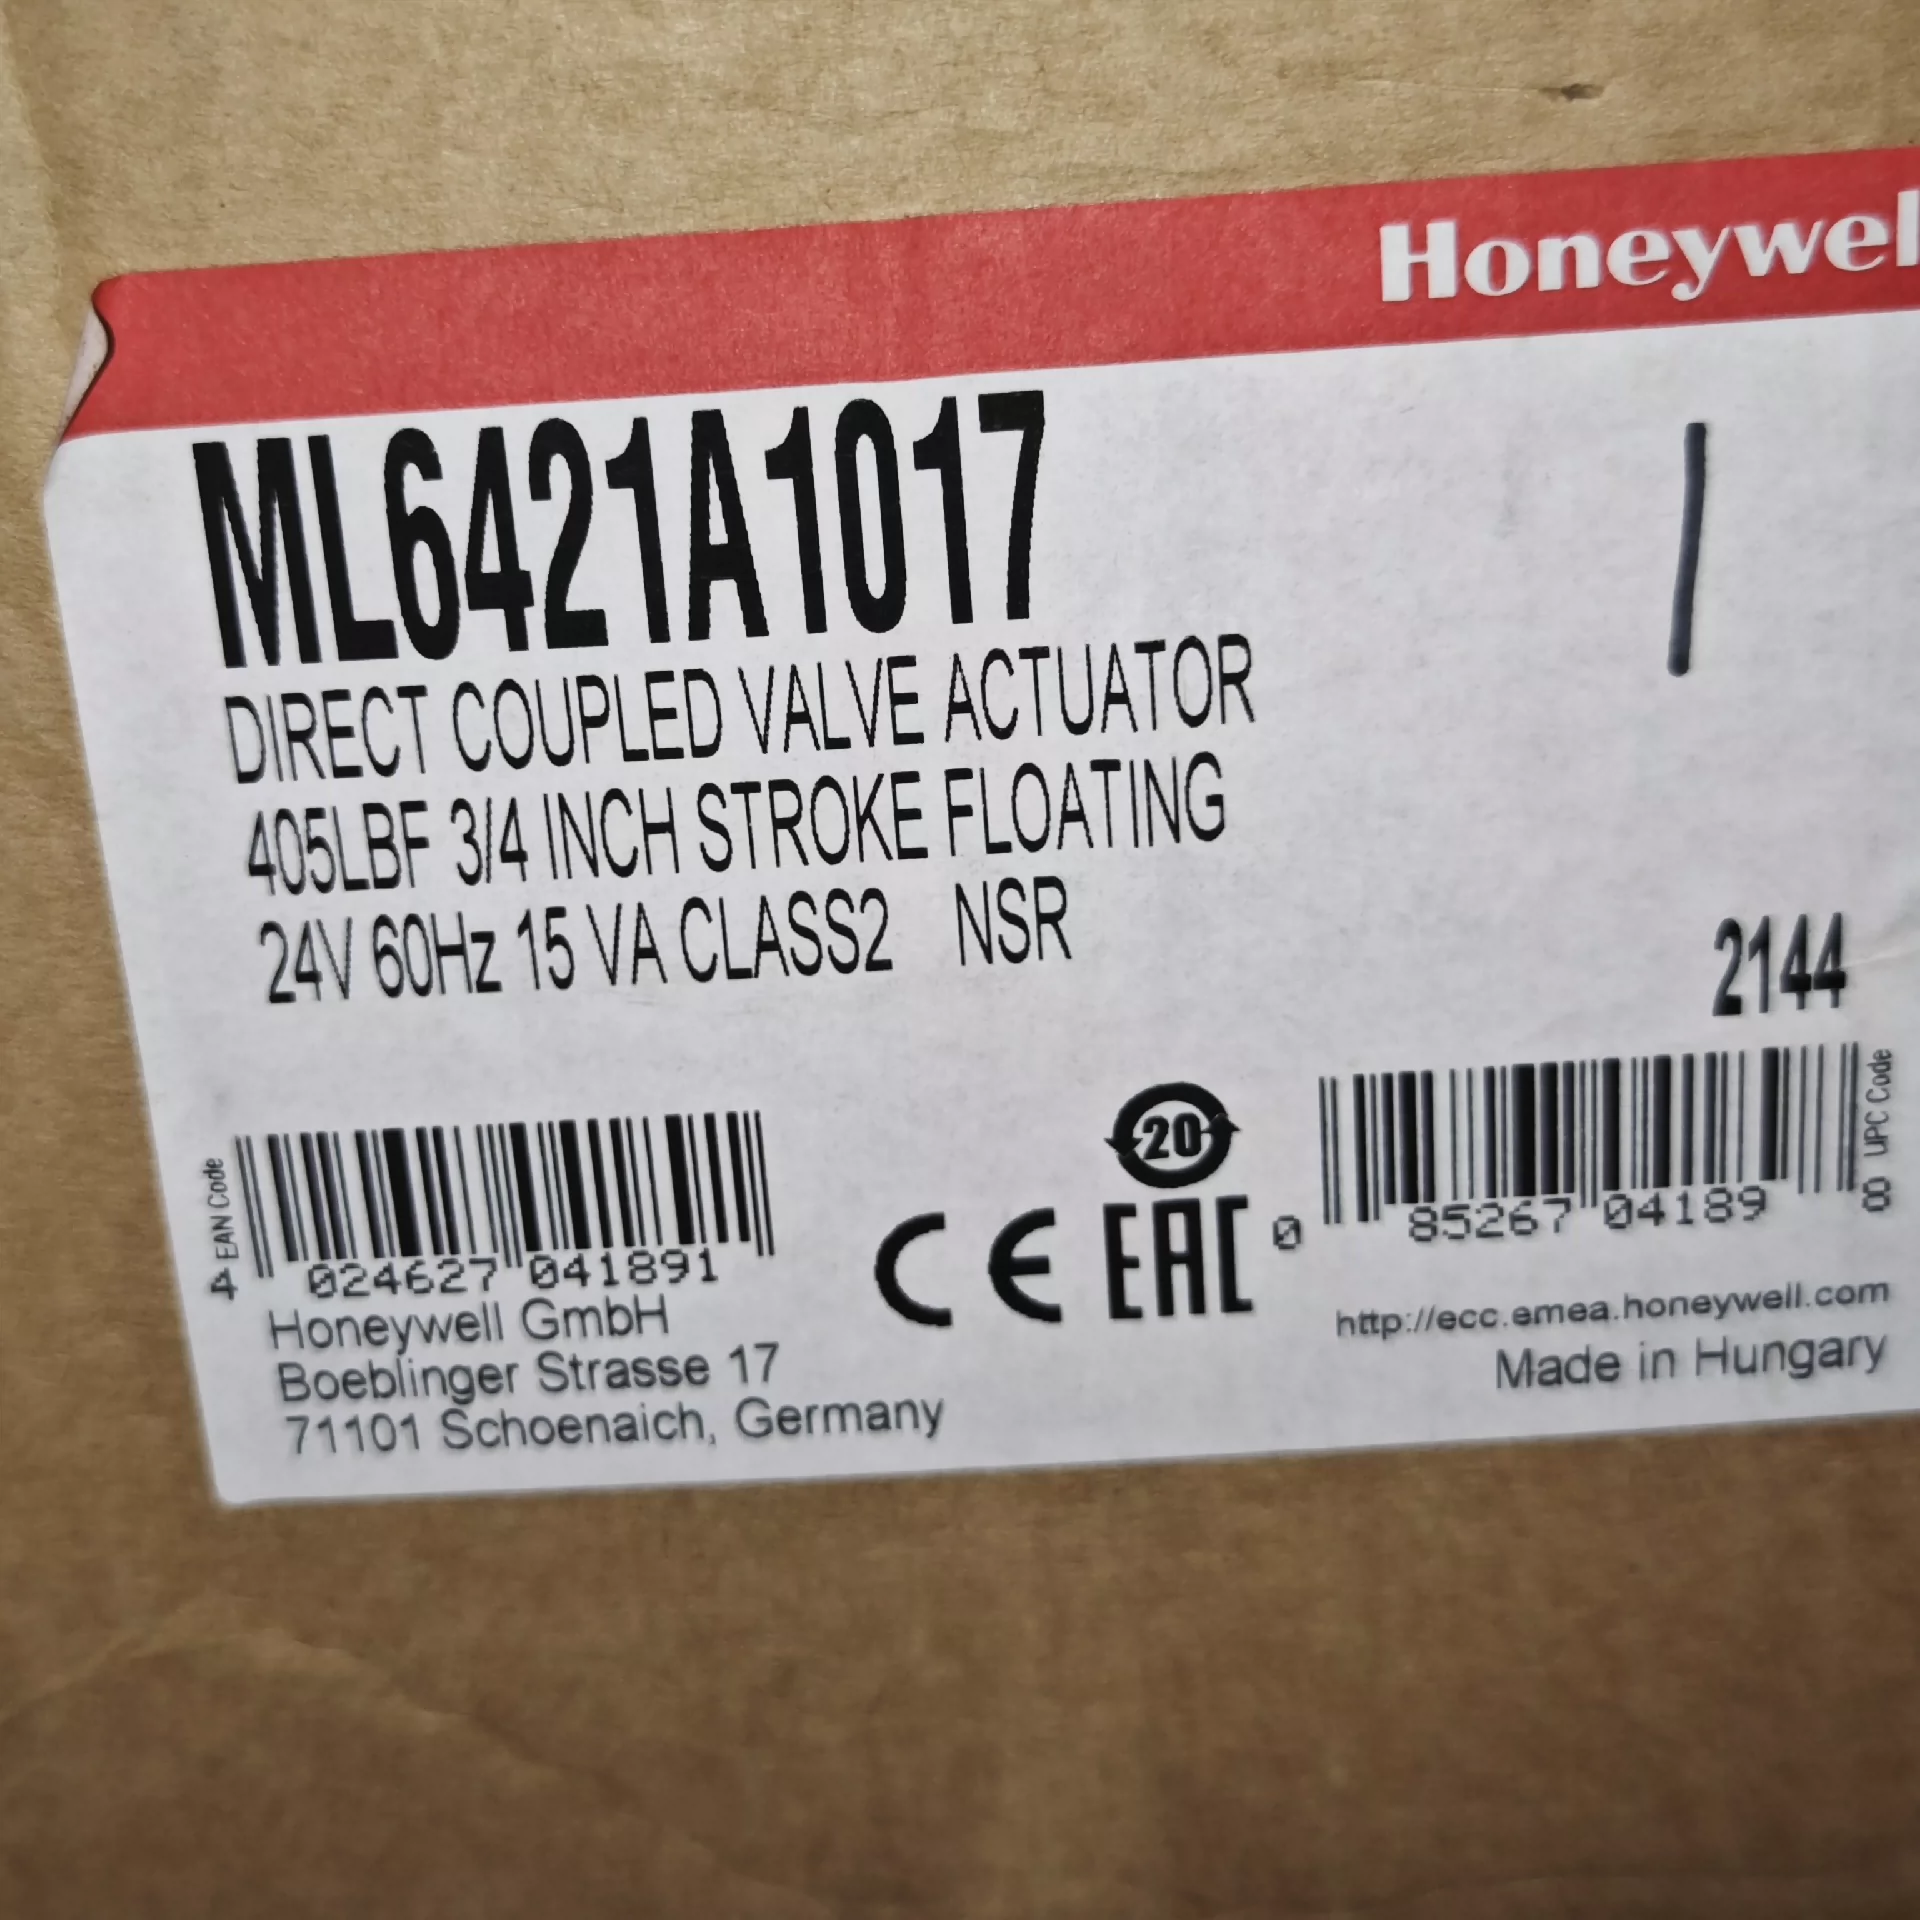 Honeywel
ML6421A1017
DIRECT COUPLED VALVE ACTUATOR
405LBF 3/4 INCH STROKE FLOATING
24V 60Hz 15 VA CLASS2 NSR
2144
4 EAN Code
024627 041891
20
CE EAC
0 85267 04189 8
UPC Code
Honeywell GmbH
Boeblinger Strasse 17
71101 Schoenaich, Germany
http://ecc.emea.honeywell.com
Made in Hungary